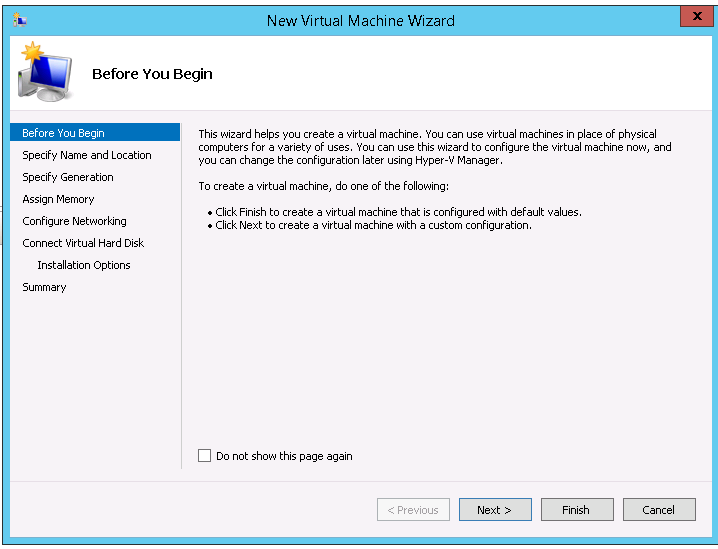 New Virtual Machine Wizard
x
Before You Begin
Before You Begin
Specify Name and Location
Specify Generation
Assign Memory
Configure Networking
Connect Virtual Hard Disk
Installation Options
Summary
This wizard helps you create a virtual machine. You can use virtual machines in place of physical
computers for a variety of uses. You can use this wizard to configure the virtual machine now, and
you can change the configuration later using Hyper-V Manager.
To create a virtual machine, do one of the following:
• Click Finish to create a virtual machine that is configured with default values.
• Click Next to create a virtual machine with a custom configuration.
Do not show this page again
< Previous
Next >
Finish
Cancel